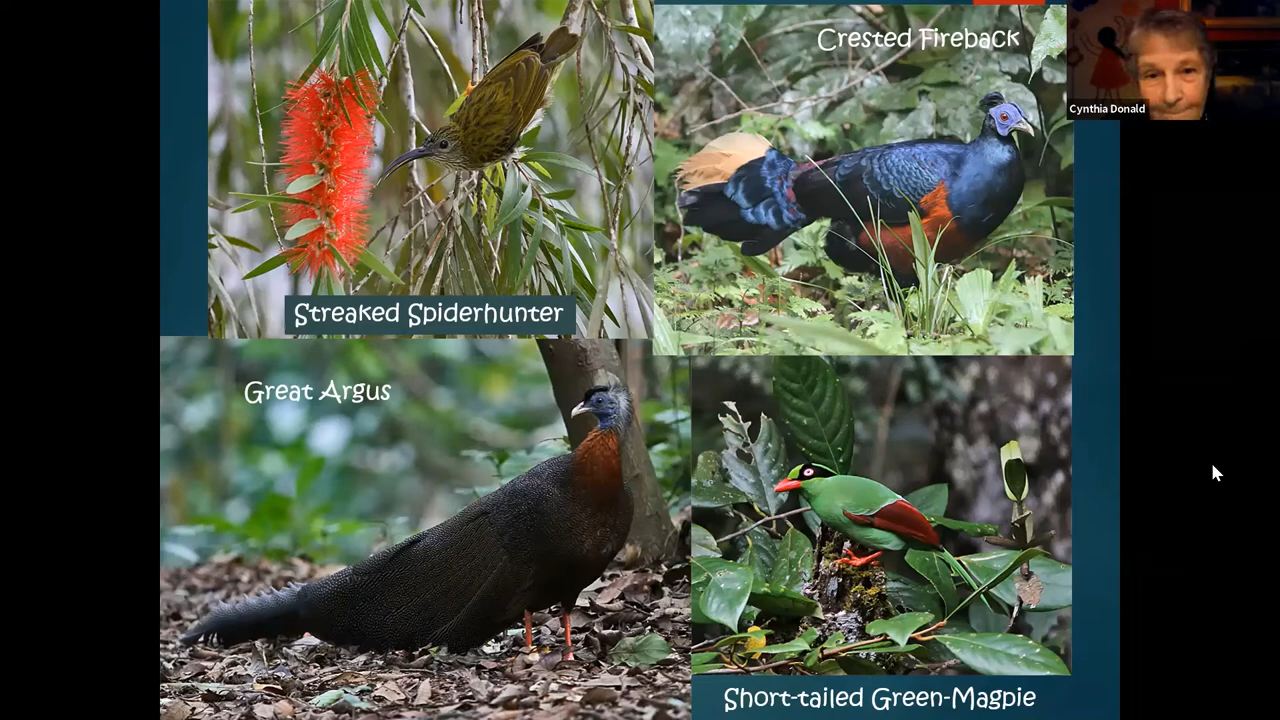 Crested Fireback
Cynthia Donald
Streaked Spiderhunter
Great Argus
Short-tailed Green-Magpie